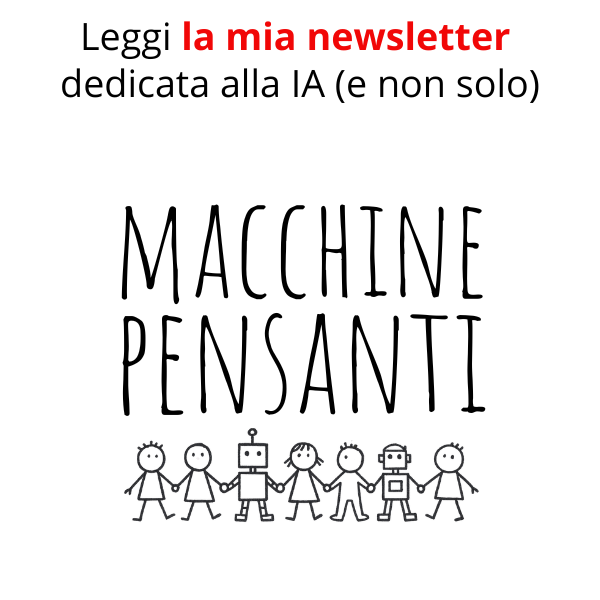 Leggi la mia newsletter
dedicata alla IA (e non solo)
MACCHINE
PENSANTI